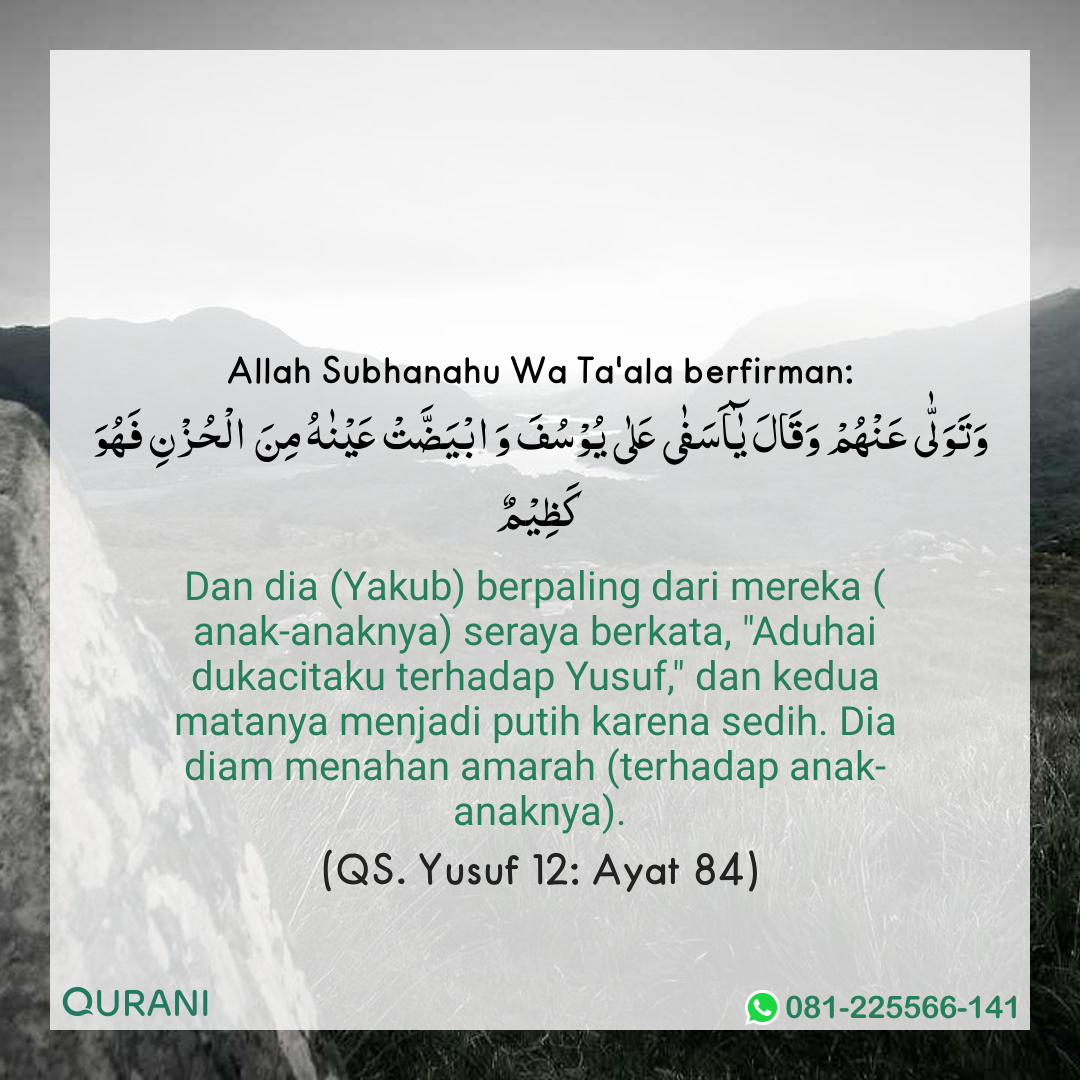 Allah Subhanahu Wa Ta'ala berfirman:
وَتَوَلّٰى عَنْهُمْ وَقَالَ يٰۤاَسَفٰى عَلٰى يُوْسُفَ وَ ابْيَضَّتْ عَيْنٰهُ مِنَ الْحُـزْنِ فَهُوَ
كَظِيْمٌ
Dan dia (Yakub) berpaling dari mereka (
anak-anaknya) seraya berkata, "Aduhai
dukacitaku terhadap Yusuf," dan kedua
matanya menjadi putih karena sedih. Dia
diam menahan amarah (terhadap anak-
anaknya).
(QS. Yusuf 12: Ayat 84)
QURANI
081-225566-141